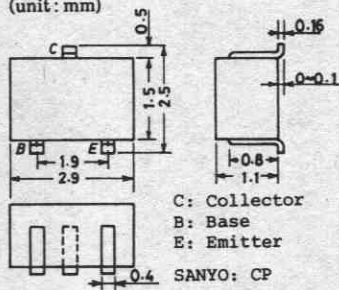 (unit: mm)
C
0.5
1.5
2.5
B
E
1.9
2.9
0.16
0~0.1
0.8
1.1
C: Collector
B: Base
E: Emitter
0.4
SANYO: CP